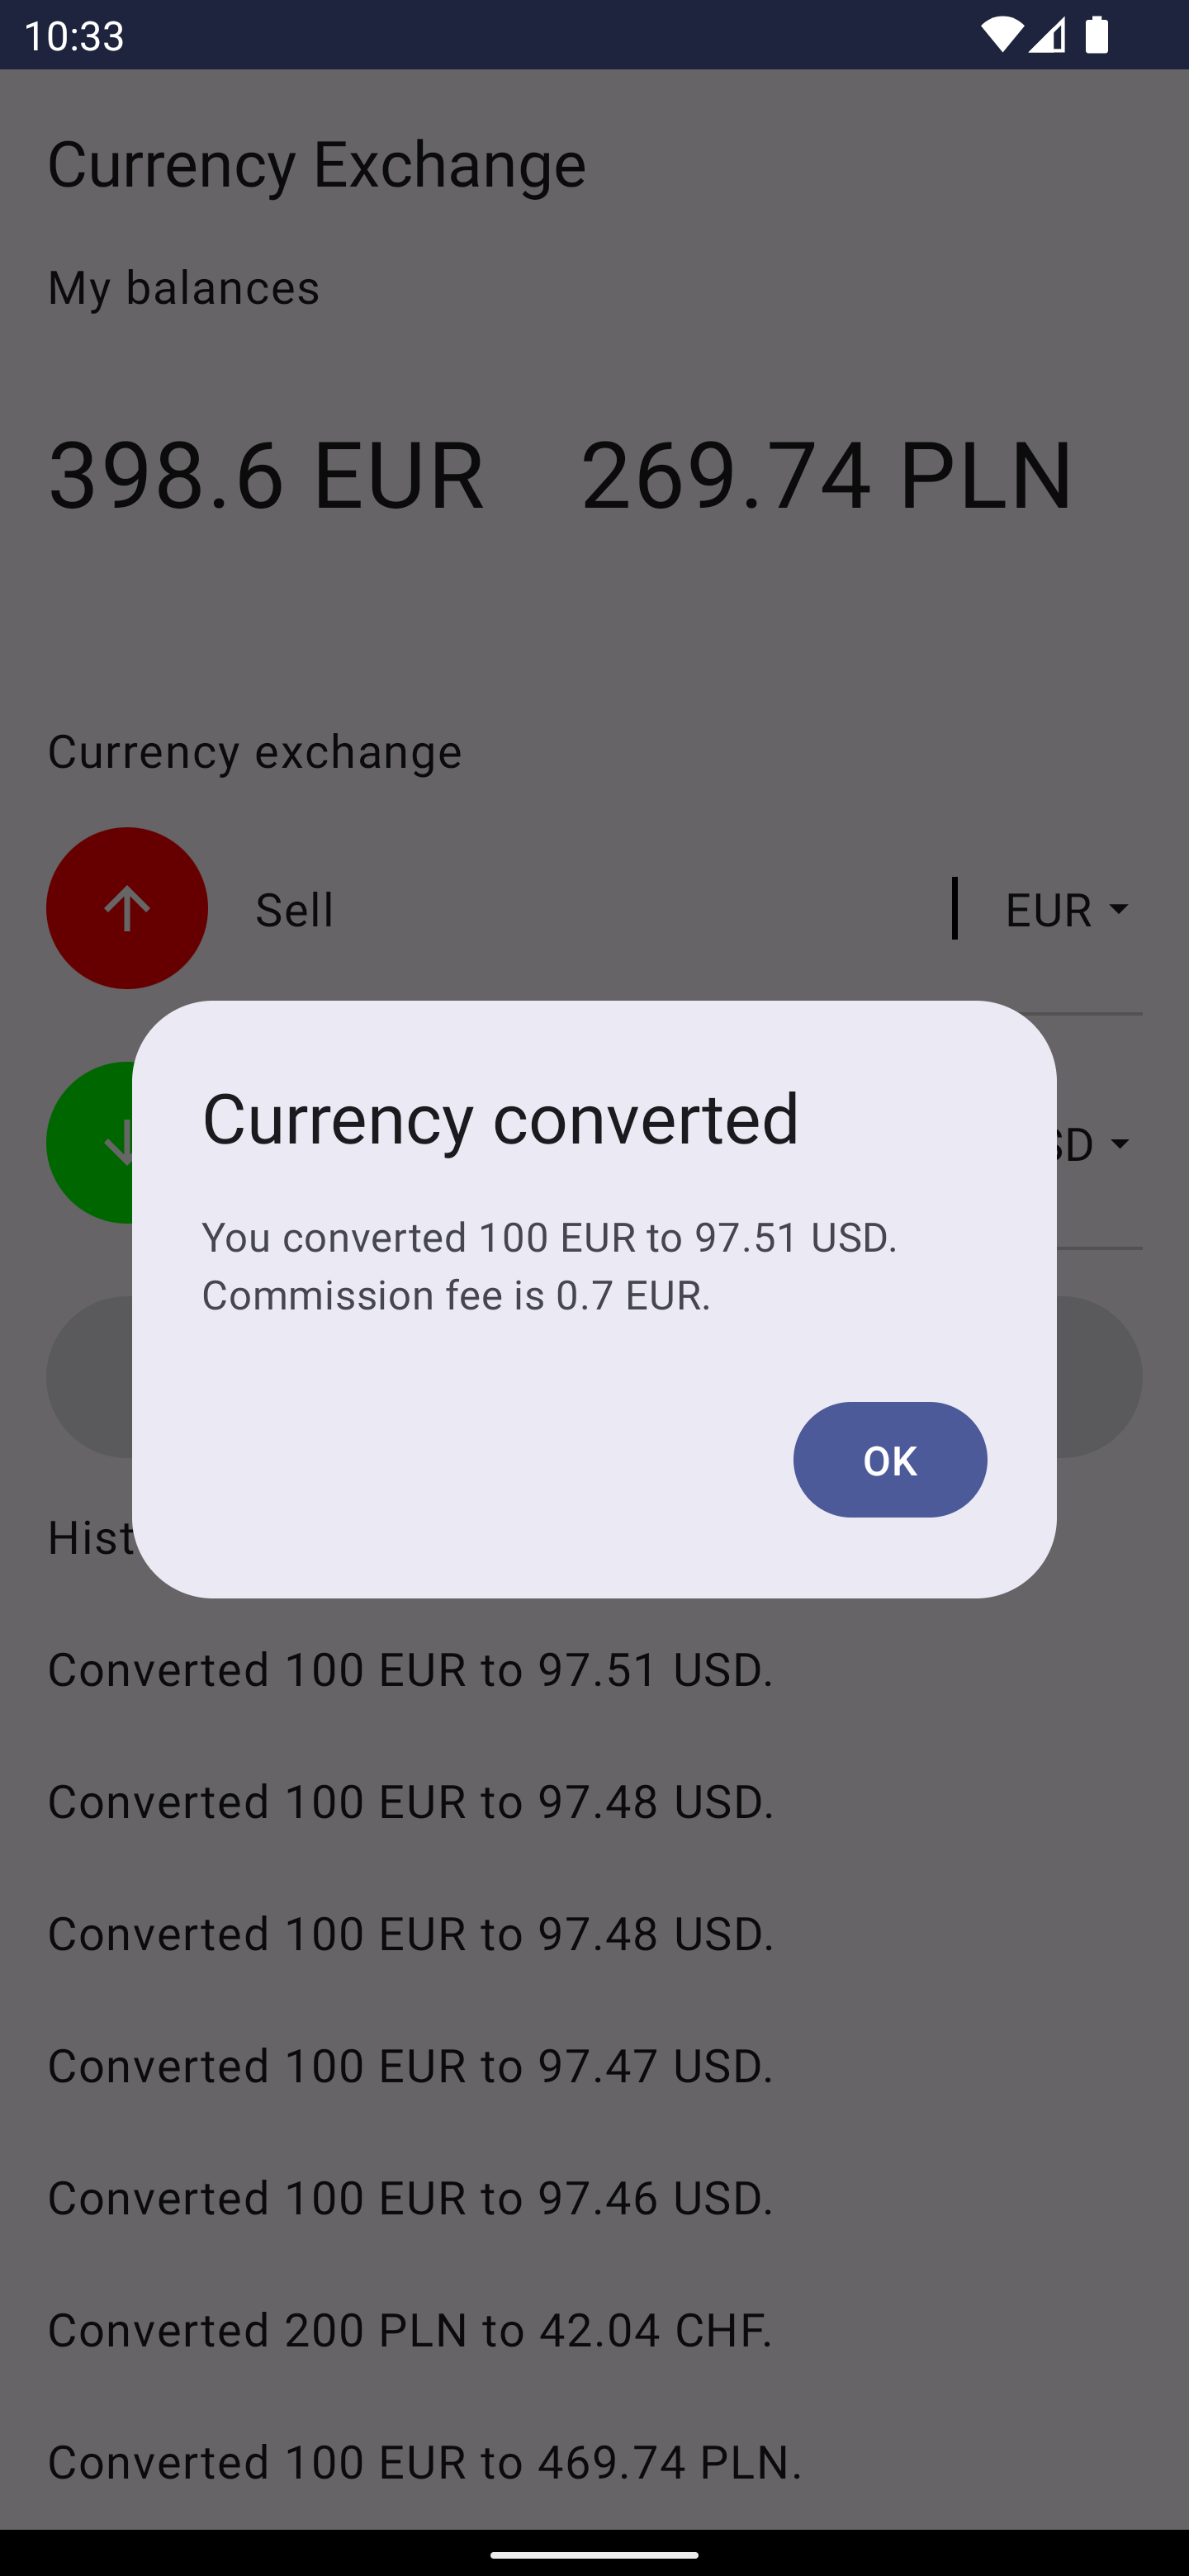 10:33
Currency Exchange
My balances
398.6 EUR 269.74 PLN
Currency exchange
Sell EUR
Currency converted
You converted 100 EUR to 97.51 USD.
Commission fee is 0.7 EUR.
OK
Converted 100 EUR to 97.51 USD.
Converted 100 EUR to 97.48 USD.
Converted 100 EUR to 97.48 USD.
Converted 100 EUR to 97.47 USD.
Converted 100 EUR to 97.46 USD.
Converted 200 PLN to 42.04 CHF.
Converted 100 EUR to 469.74 PLN.